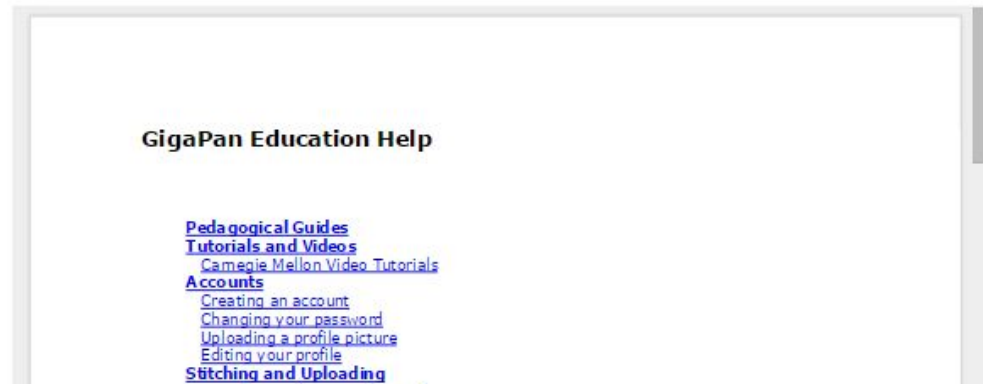 GigaPan Education Help
Pedagogical Guides
Tutorials and Videos
Carnegie Mellon Video Tutorials
Accounts
Creating an account
Changing your password
Uploading a profile picture
Editing your profile
Stitching and Uploading